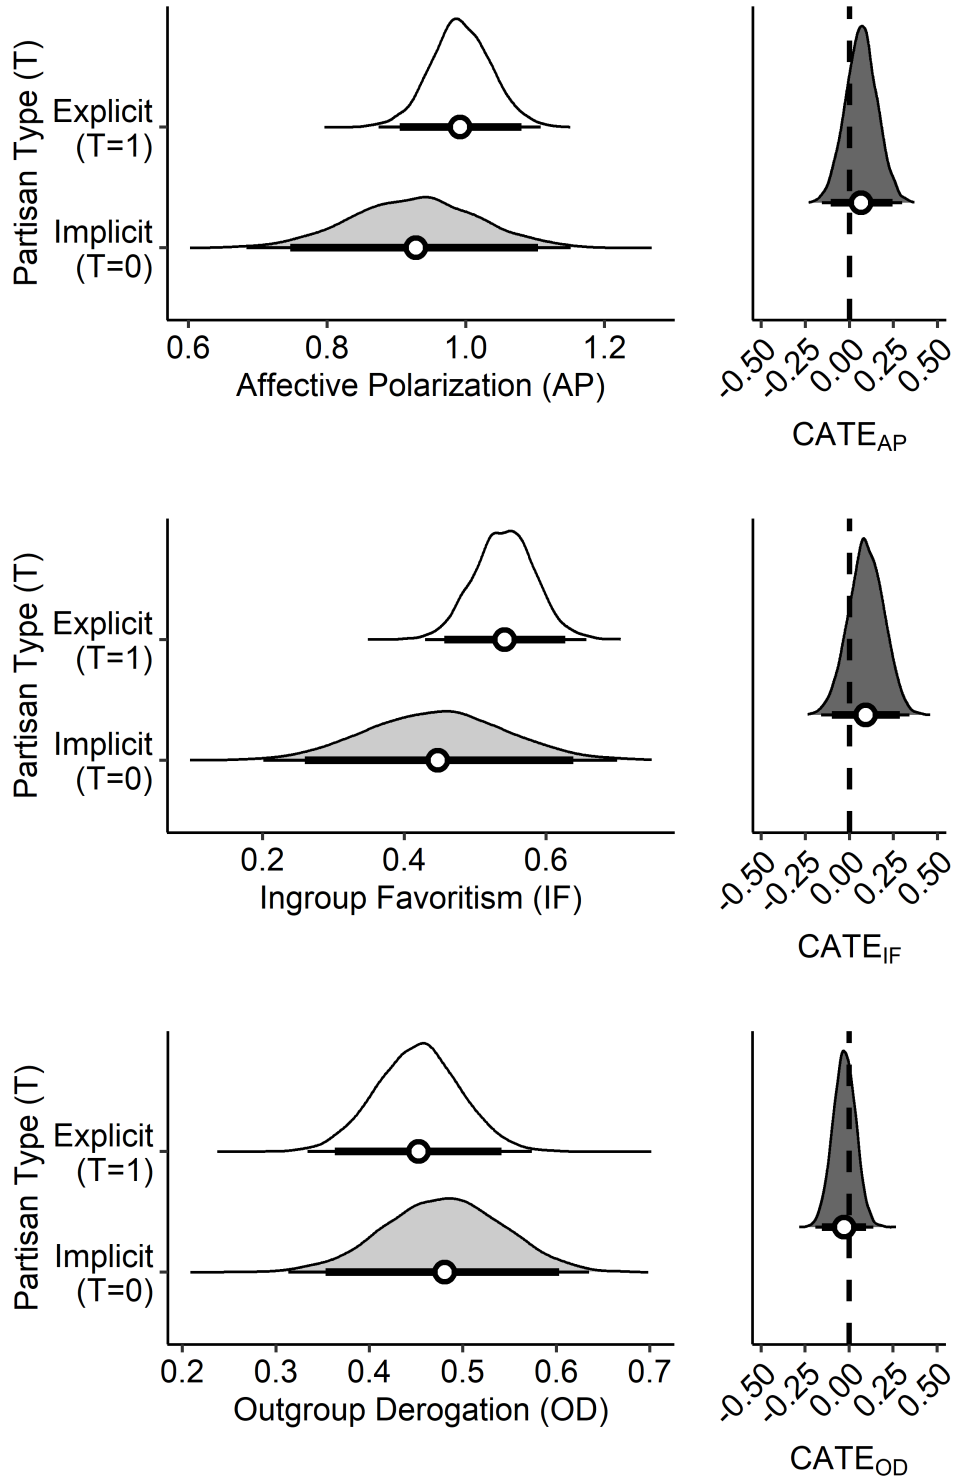 Partisan Type (T)
Explicit
(T=1)
Implicit
(T=0)
0.6 0.8 1.0 1.2
Affective Polarization (AP)
-0.50 -0.25 0.00 0.25 0.50
CATEAP
Partisan Type (T)
Explicit
(T=1)
Implicit
(T=0)
0.2 0.4 0.6
Ingroup Favoritism (IF)
-0.50 -0.25 0.00 0.25 0.50
CATEIF
Partisan Type (T)
Explicit
(T=1)
Implicit
(T=0)
0.2 0.3 0.4 0.5 0.6 0.7
Outgroup Derogation (OD)
-0.50 -0.25 0.00 0.25 0.50
CATEOD